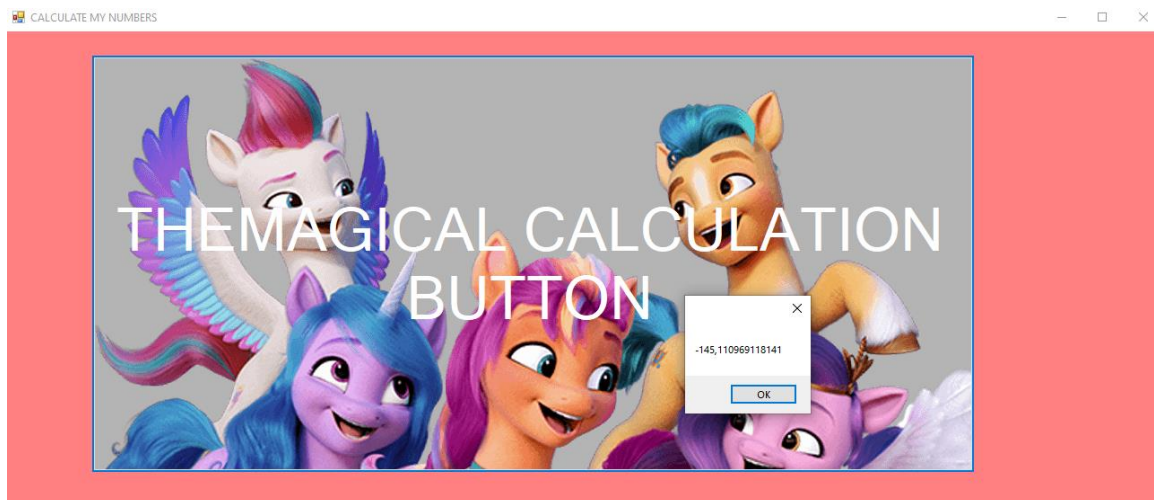 CALCULATE MY NUMBERS
THEMAGICAL CALCULATION
BUTTON
-145,110969118141
OK